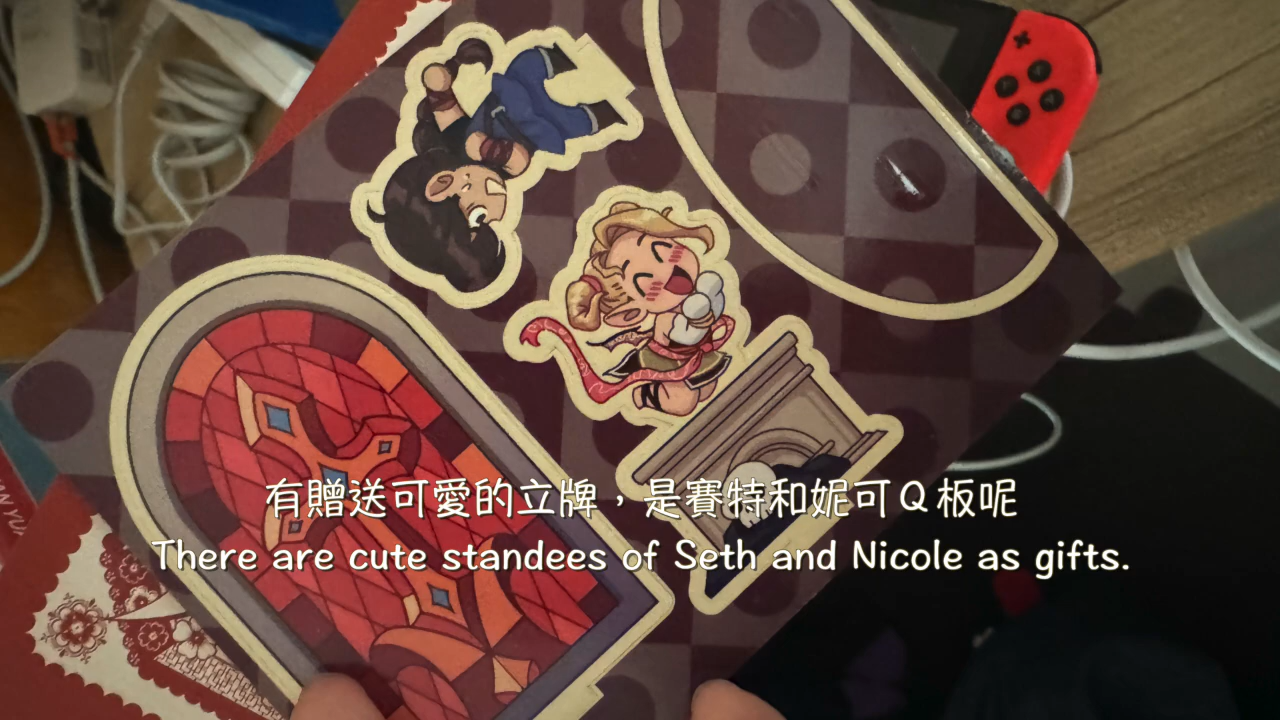 有贈送可愛的立牌，是賽特和妮可Ｑ板呢
There are cute standees of Seth and Nicole as gifts.